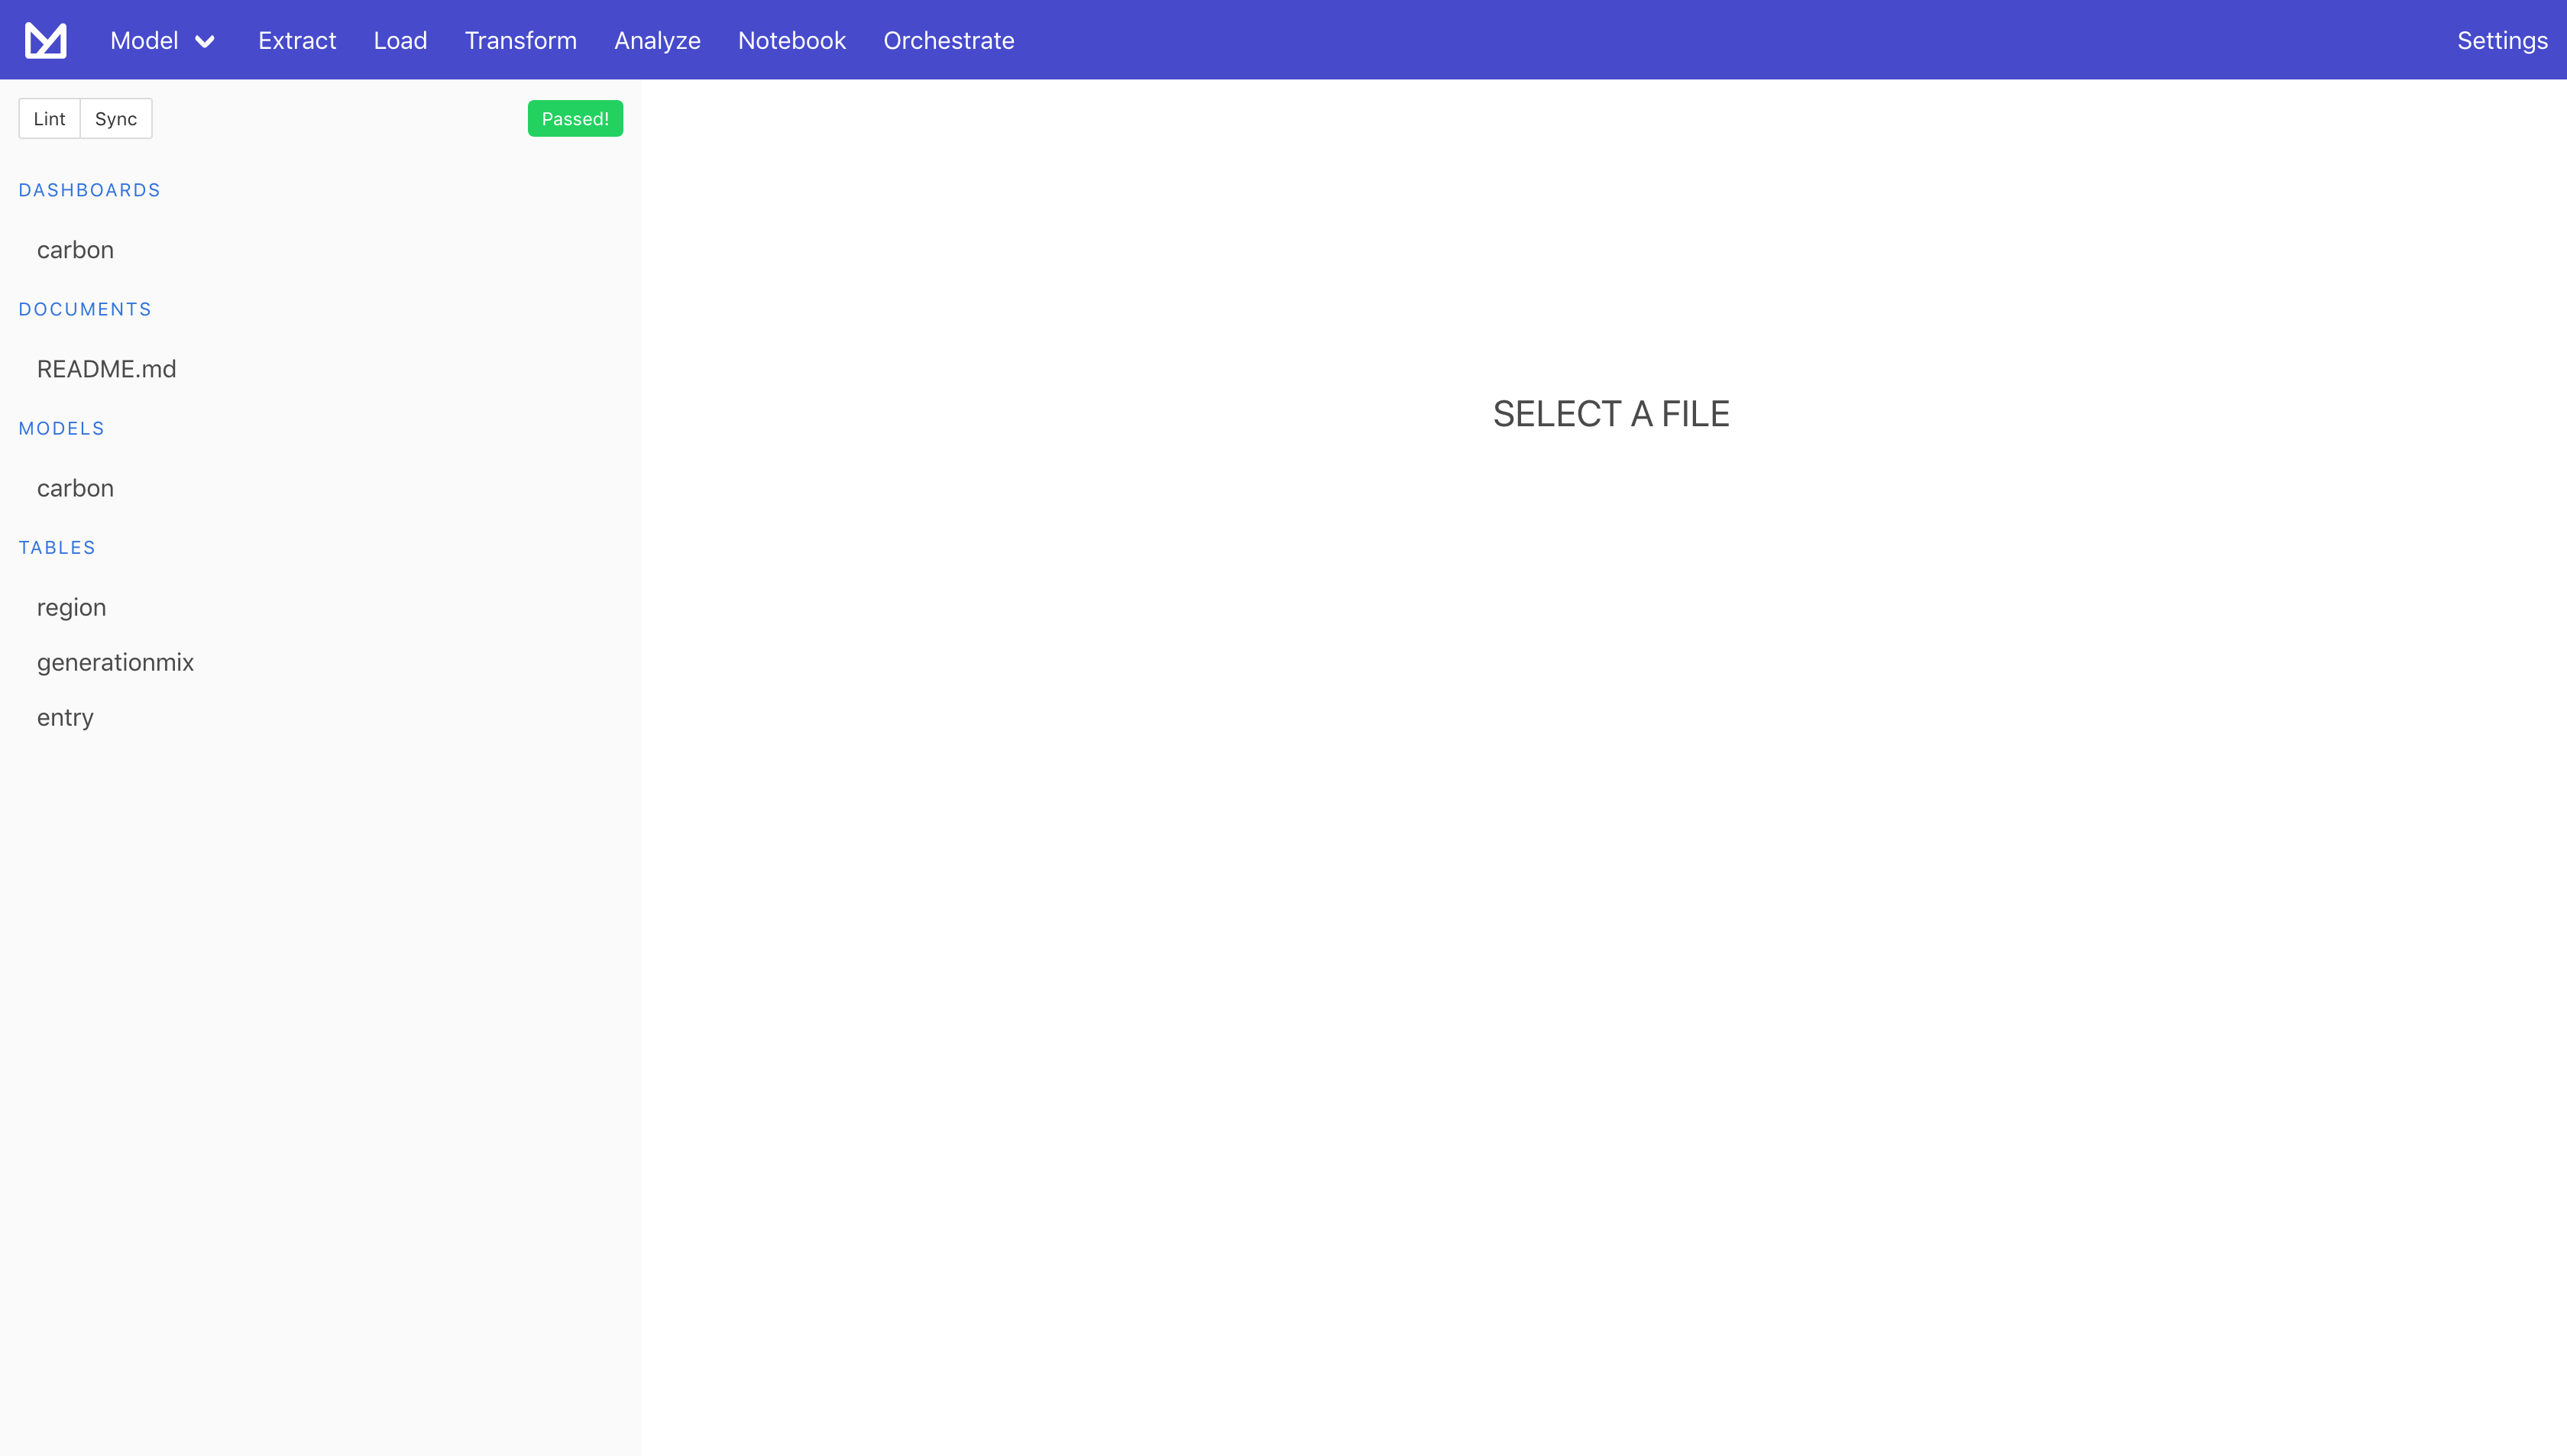 Model Extract Load Transform Analyze Notebook Orchestrate Settings
Lint Sync Passed!
DASHBOARDS
carbon
DOCUMENTS
README.md
MODELS
carbon
TABLES
region
generationmix
entry
SELECT A FILE